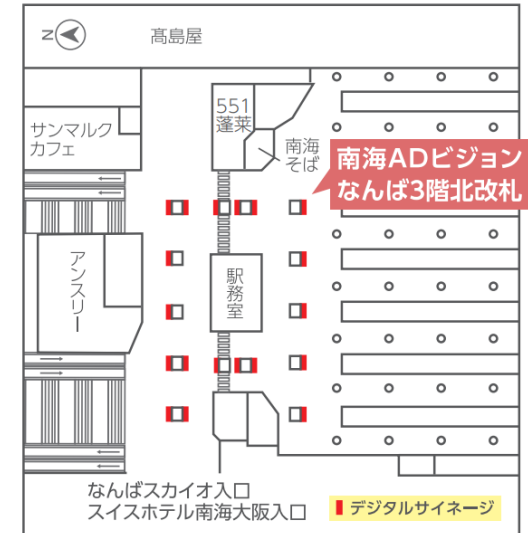 N
髙島屋
サンマルク
カフェ
551
蓬莱
南海
そば
南海ADビジョン
なんば3階北改札
アンスリー
駅務室
なんばスカイオ入口
スイスホテル南海大阪入口
デジタルサイネージ